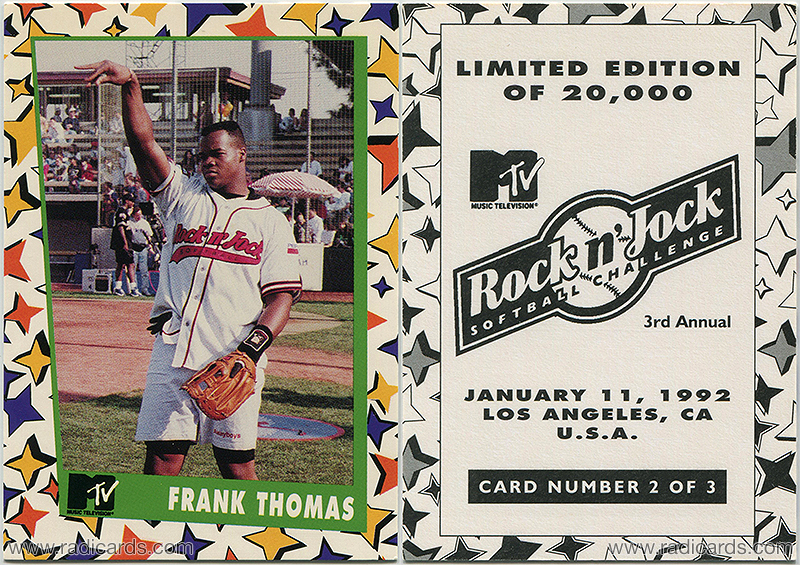 Rock n' Jock
SOFTBALL
MTV
MUSIC TELEVISION®
FRANK THOMAS
www.radicards.com
LIMITED EDITION
OF 20,000
MTV
MUSIC TELEVISION®
Rock n' Jock
SOFTBALL CHALLENGE
3rd Annual
JANUARY 11, 1992
LOS ANGELES, CA
U.S.A.
CARD NUMBER 2 OF 3
www.radicards.com